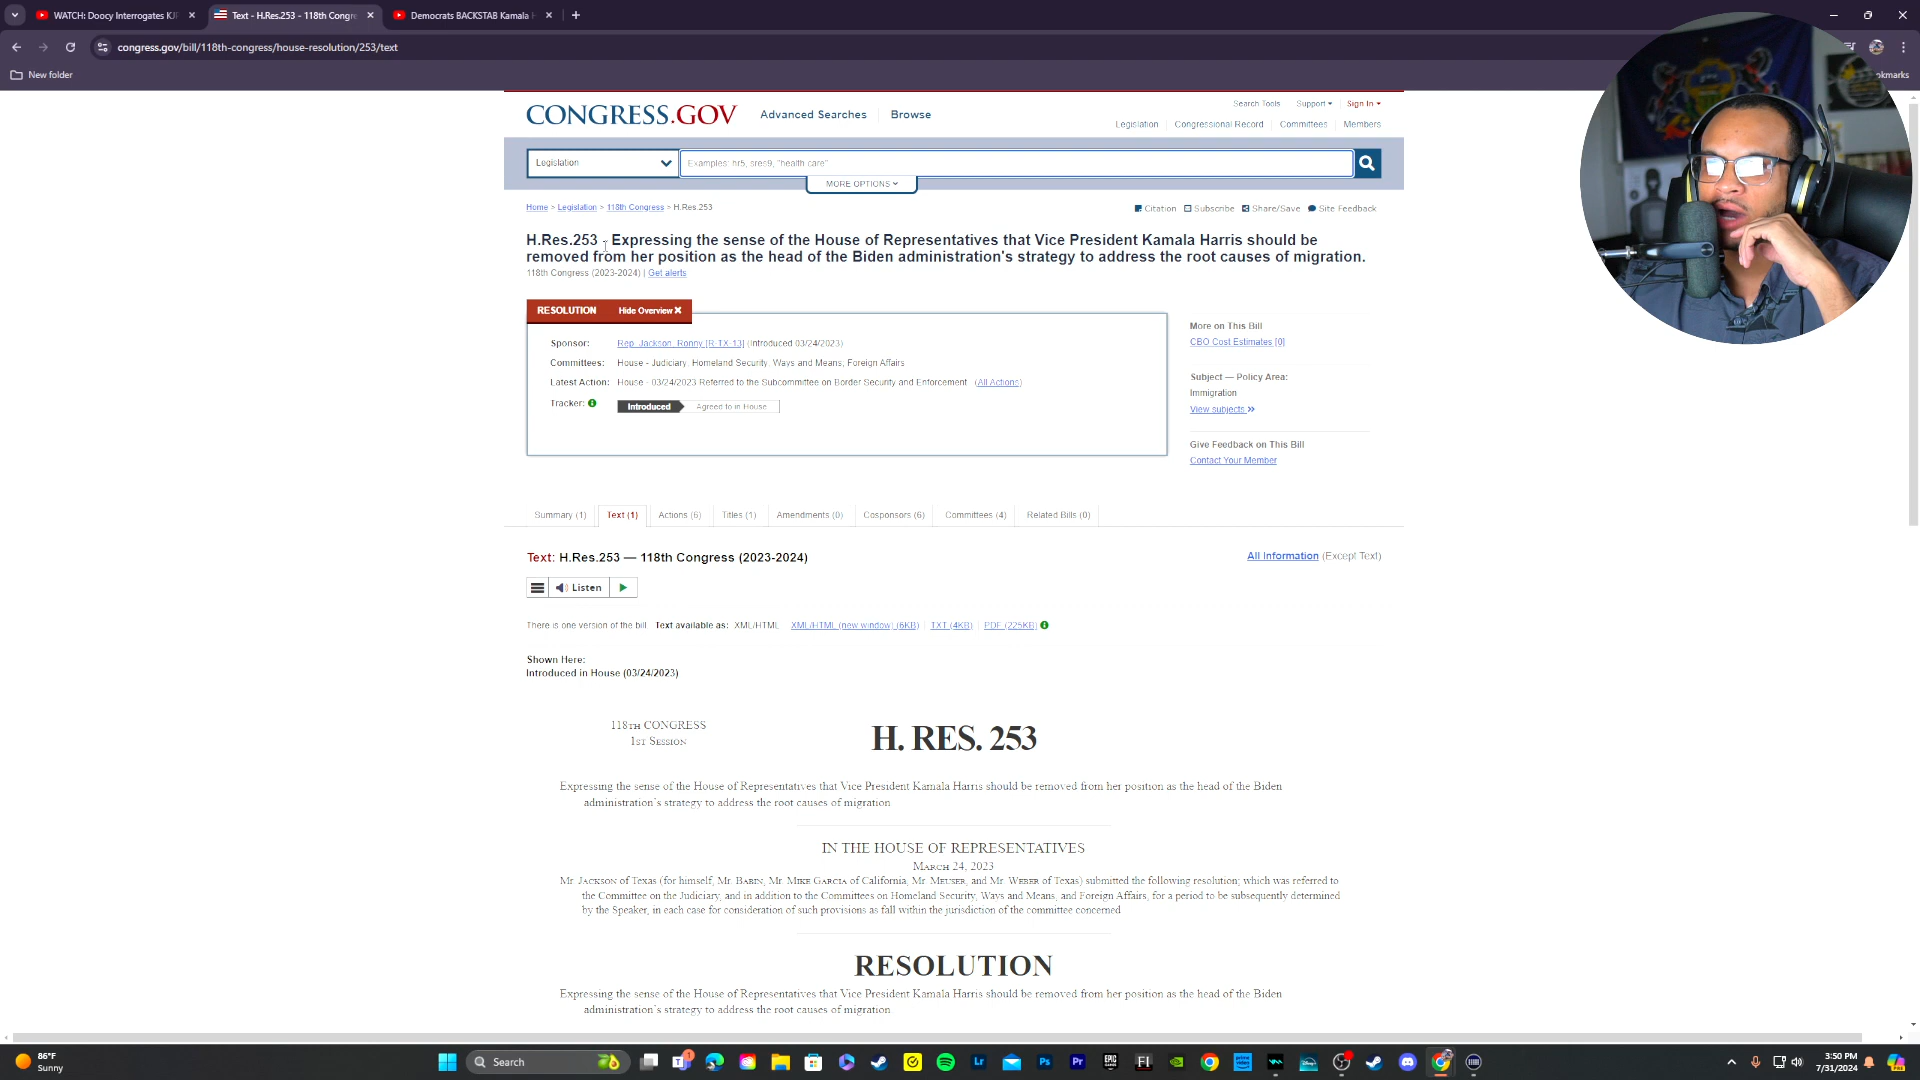 WATCH: Doocy Interrogates KJP
Text - H.Res.253 - 118th Congre
Democrats BACKSTAB Kamala H
congress.gov/bill/118th-congress/house-resolution/253/text
New folder
CONGRESS.GOV
Advanced Searches
Browse
Search Tools
Support
Sign In
Legislation
Congressional Record
Committees
Members
Legislation
Examples: hr5, sres9, "health care"
MORE OPTIONS
Home > Legislation > 118th Congress > H.Res.253
Citation
Subscribe
Share/Save
Site Feedback
H.Res.253 - Expressing the sense of the House of Representatives that Vice President Kamala Harris should be
removed from her position as the head of the Biden administration's strategy to address the root causes of migration.
118th Congress (2023-2024) | Get alerts
RESOLUTION
Hide Overview X
Sponsor: Rep. Jackson, Ronny [R-TX-13] (Introduced 03/24/2023)
Committees: House - Judiciary, Homeland Security, Ways and Means, Foreign Affairs
Latest Action: House - 03/24/2023 Referred to the Subcommittee on Border Security and Enforcement (All Actions)
Tracker: Introduced Agreed to in House
More on This Bill
CBO Cost Estimates [0]
Subject — Policy Area:
Immigration
View subjects »
Give Feedback on This Bill
Contact Your Member
Summary (1) Text (1) Actions (6) Titles (1) Amendments (0) Cosponsors (6) Committees (4) Related Bills (0)
Text: H.Res.253 — 118th Congress (2023-2024)
All Information (Except Text)
Listen
There is one version of the bill. Text available as: XML/HTML XML/HTML (new window) (6KB) | TXT (4KB) | PDF (225KB)
Shown Here:
Introduced in House (03/24/2023)
118TH CONGRESS
1ST SESSION
H. RES. 253
Expressing the sense of the House of Representatives that Vice President Kamala Harris should be removed from her position as the head of the Biden
administration's strategy to address the root causes of migration.
IN THE HOUSE OF REPRESENTATIVES
MARCH 24, 2023
Mr. JACKSON of Texas (for himself, Mr. BABIN, Mr. MIKE GARCIA of California, Mr. MEUSER, and Mr. WEBER of Texas) submitted the following resolution; which was referred to
the Committee on the Judiciary, and in addition to the Committees on Homeland Security, Ways and Means, and Foreign Affairs, for a period to be subsequently determined
by the Speaker, in each case for consideration of such provisions as fall within the jurisdiction of the committee concerned
RESOLUTION
Expressing the sense of the House of Representatives that Vice President Kamala Harris should be removed from her position as the head of the Biden
administration's strategy to address the root causes of migration.
86°F
Sunny
Search
3:50 PM
7/31/2024